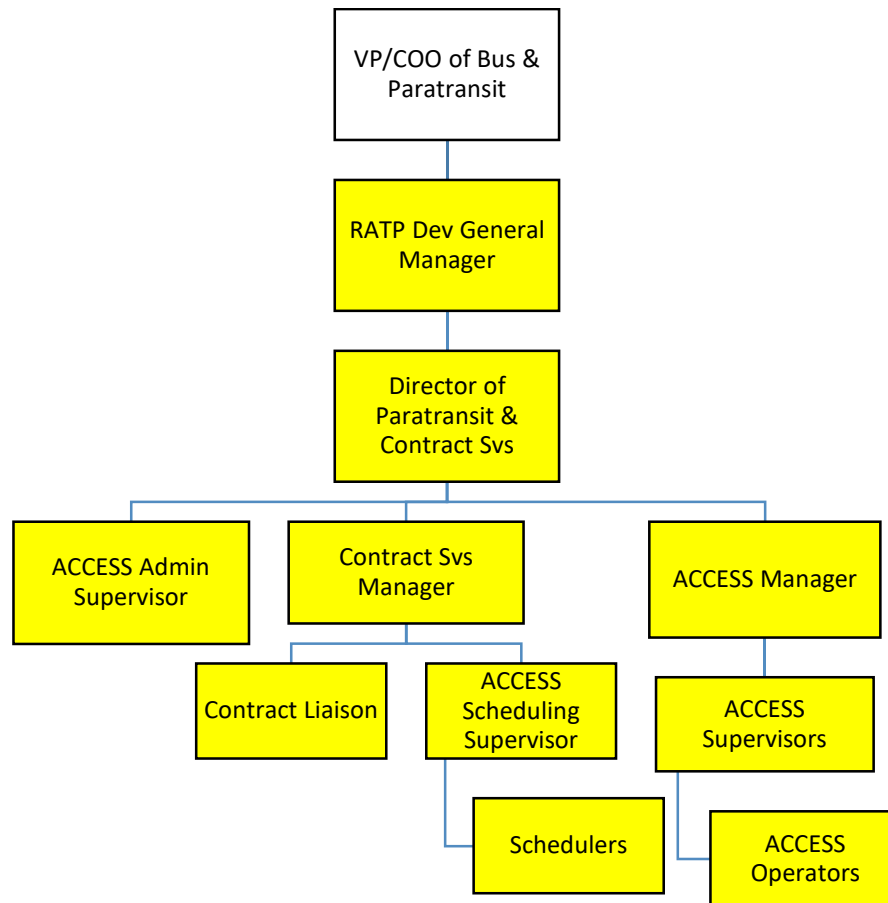 VP/COO of Bus &
Paratransit
RATP Dev General
Manager
Director of
Paratransit &
Contract Svs
ACCESS Admin
Supervisor
Contract Svs
Manager
ACCESS Manager
Contract Liaison
ACCESS
Scheduling
Supervisor
ACCESS
Supervisors
Schedulers
ACCESS
Operators